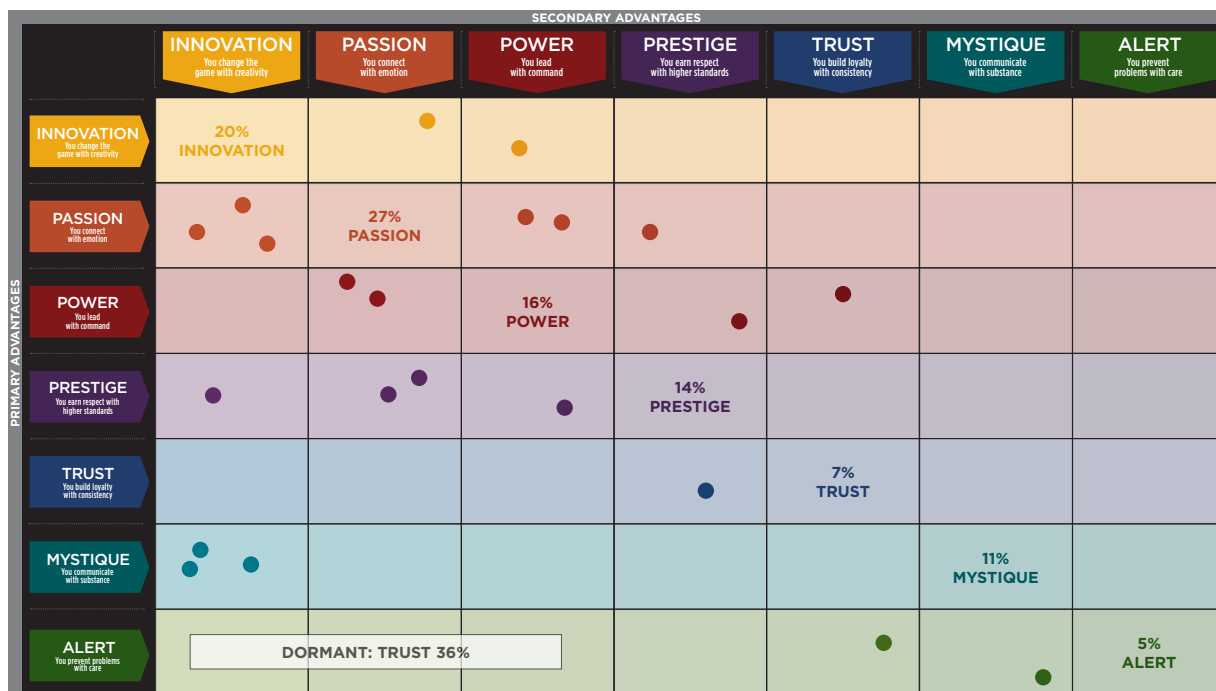 SECONDARY ADVANTAGES
INNOVATION
You change the
game with creativity
PASSION
You connect
with emotion
POWER
You lead
with command
PRESTIGE
You earn respect
with higher standards
TRUST
You build loyalty
with consistency
MYSTIQUE
You communicate
with substance
ALERT
You prevent
problems with care
PRIMARY ADVANTAGES
INNOVATION
You change the
game with creativity
20%
INNOVATION
PASSION
You connect
with emotion
27%
PASSION
POWER
You lead
with command
16%
POWER
PRESTIGE
You earn respect with
higher standards
14%
PRESTIGE
TRUST
You build loyalty
with consistency
7%
TRUST
MYSTIQUE
You communicate
with substance
11%
MYSTIQUE
ALERT
You prevent problems
with care
DORMANT: TRUST 36%
5%
ALERT